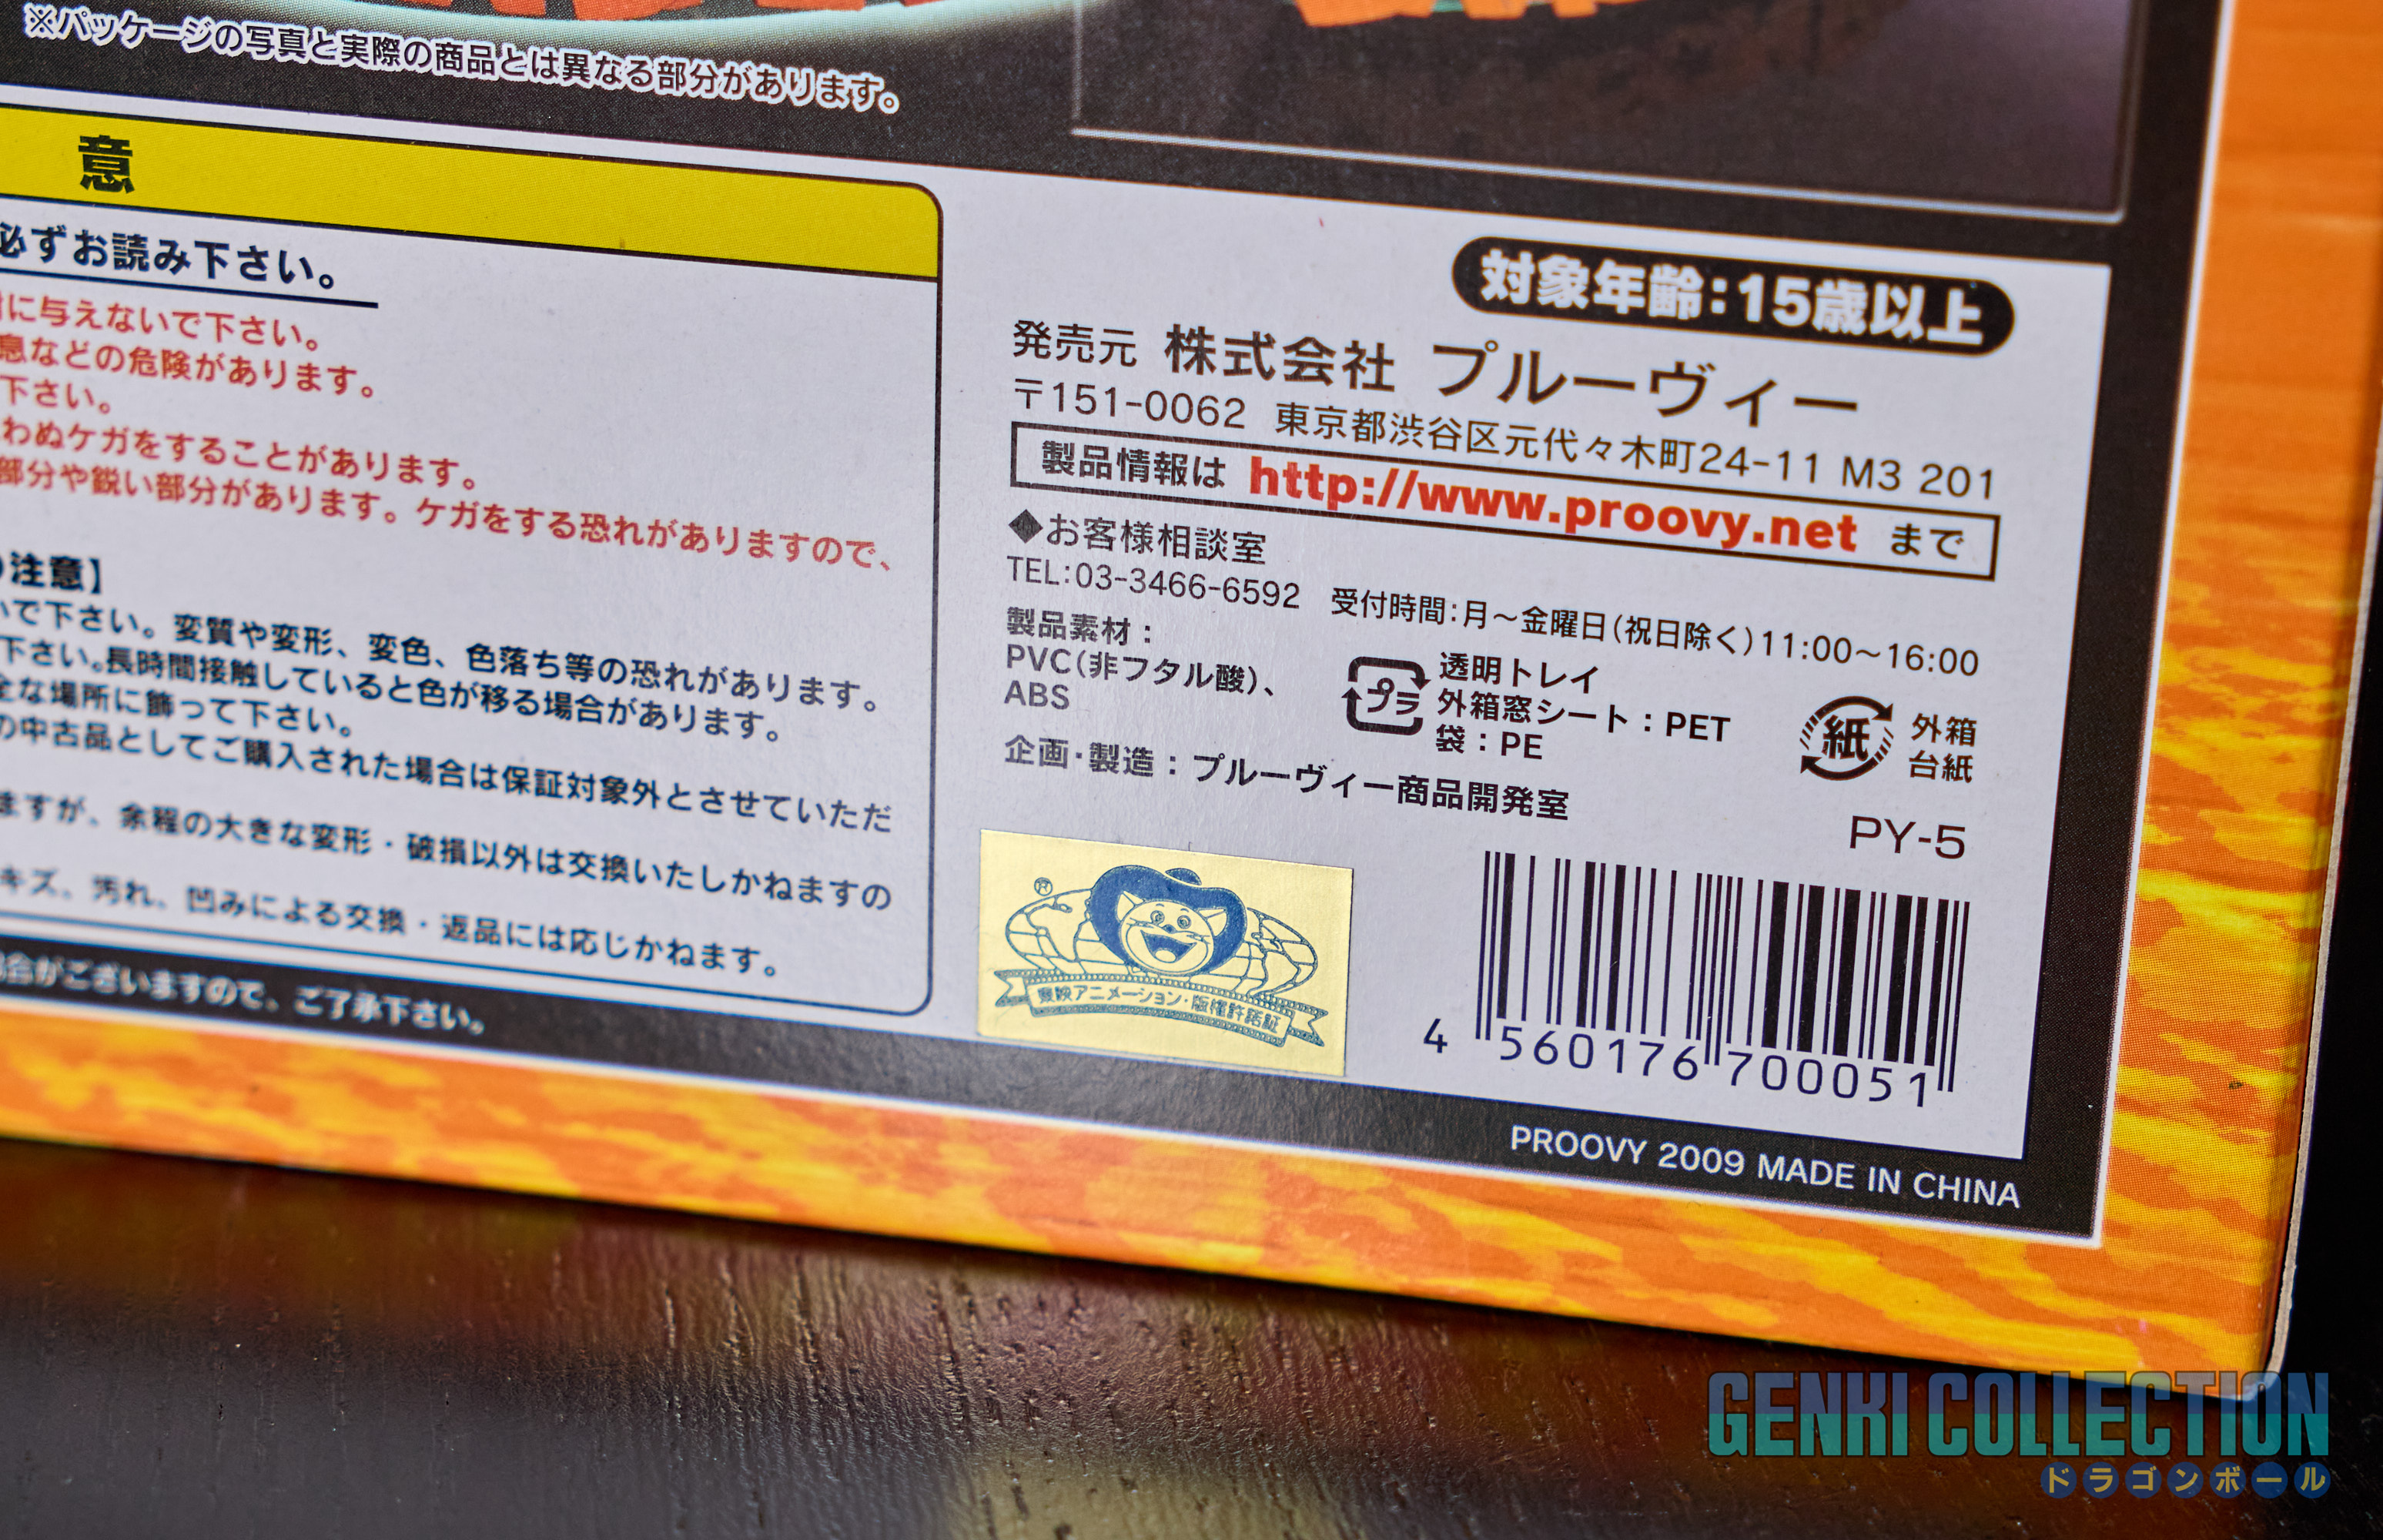 ※パッケージの写真と実際の商品とは異なる部分があります。
意
必ずお読み下さい。
に与えないで下さい。
息などの危険があります。
下さい。
わぬケガをすることがあります。
部分や鋭い部分があります。ケガをする恐れがありますので、
注意】
いで下さい。変質や変形、変色、色落ち等の恐れがあります。
下さい。長時間接触していると色が移る場合があります。
全な場所に飾って下さい。
の中古品としてご購入された場合は保証対象外とさせていただ
ますが、余程の大きな変形・破損以外は交換いたしかねますの
キズ、汚れ、凹みによる交換・返品には応じかねます。
合がございますので、ご了承下さい。
対象年齢:15歳以上
発売元 株式会社 プルーヴィー
〒151-0062 東京都渋谷区元代々木町24-11 M3 201
製品情報は http://www.proovy.net まで
◆お客様相談室
TEL:03-3466-6592 受付時間:月～金曜日(祝日除く)11:00～16:00
製品素材:
PVC(非フタル酸)、
ABS
プラ
透明トレイ
外箱窓シート:PET
袋:PE
紙
外箱
台紙
企画・製造:プルーヴィー商品開発室
PY-5
®
東映アニメーション・版権許諾証
4 560176 700051
PROOVY 2009 MADE IN CHINA
GENKI COLLECTION
ドラゴンボール